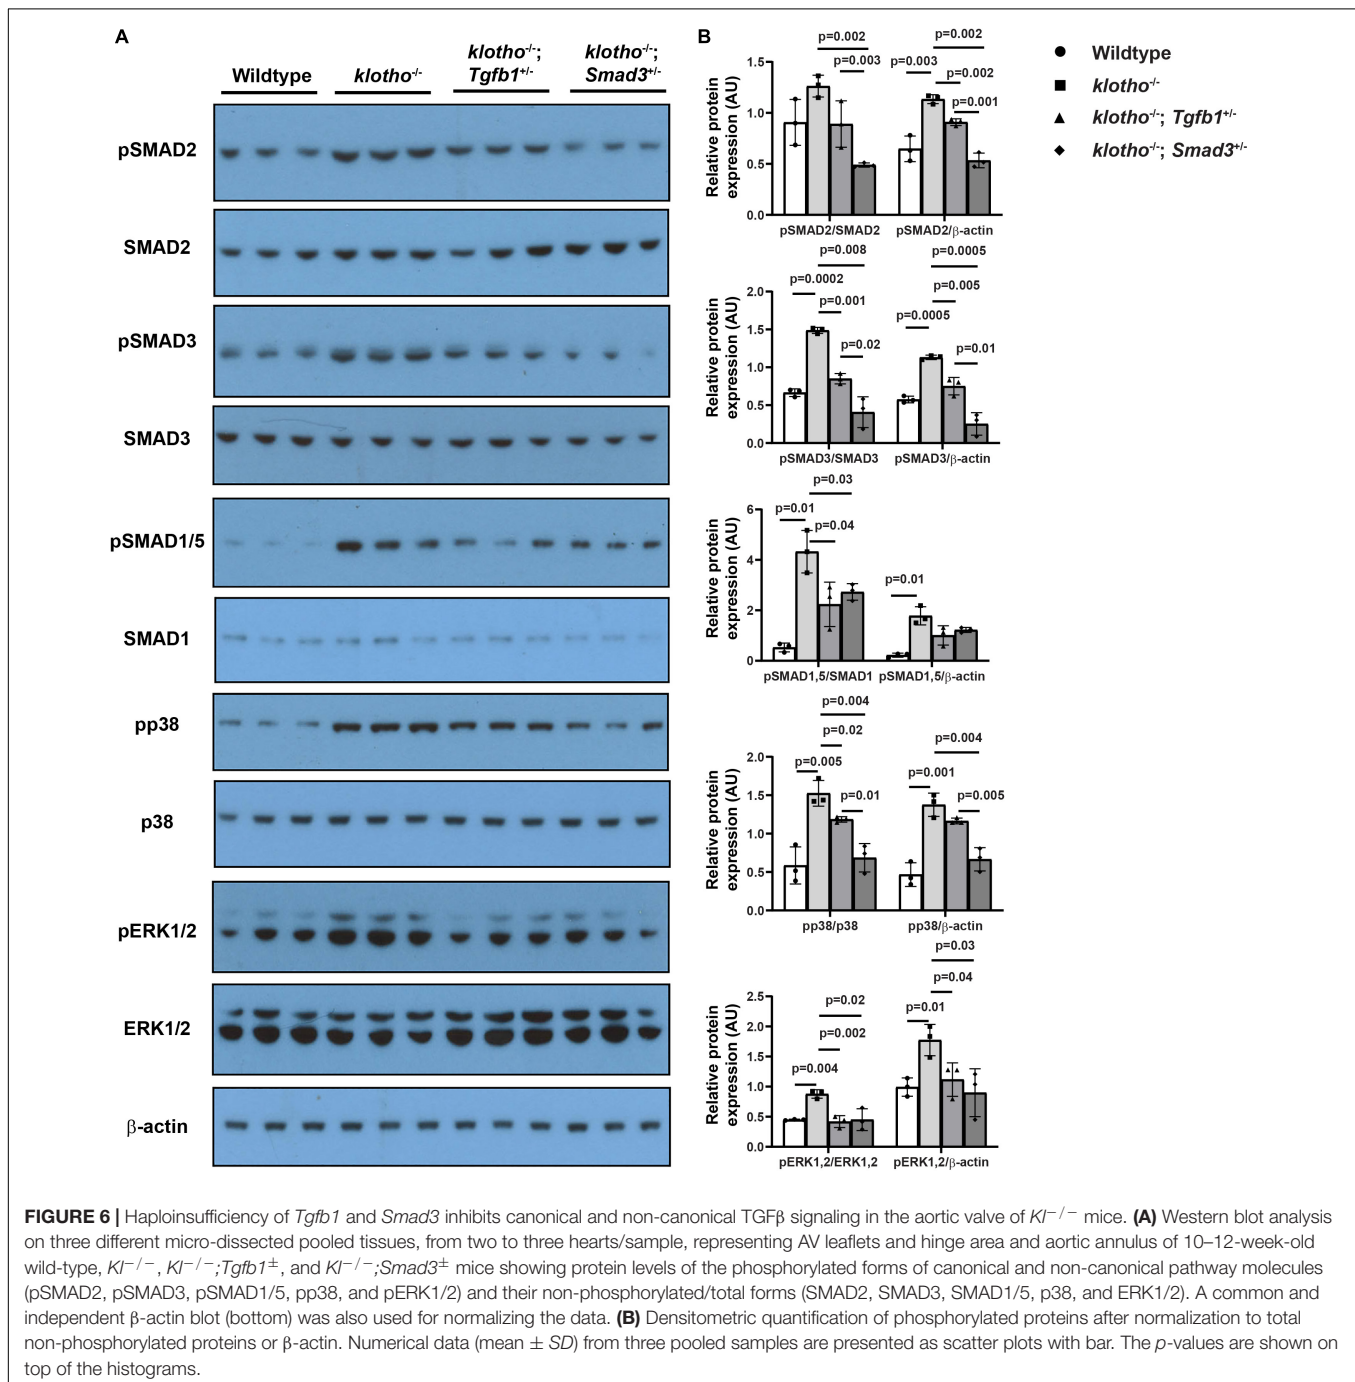 A
Wildtype
klotho-/-
klotho-/-;
Tgfb1+/-
klotho-/-;
Smad3+/-
pSMAD2
SMAD2
pSMAD3
SMAD3
pSMAD1/5
SMAD1
pp38
p38
pERK1/2
ERK1/2
β-actin
B
Wildtype
klotho-/-
klotho-/-; Tgfb1+/-
klotho-/-; Smad3+/-
Relative protein
expression (AU)
1.5
1.0
0.5
0.0
p=0.002
p=0.003
p=0.002
p=0.003
p=0.002
p=0.001
pSMAD2/SMAD2
pSMAD2/β-actin
Relative protein
expression (AU)
2.0
1.5
1.0
0.5
0.0
p=0.008
p=0.0002
p=0.001
p=0.02
p=0.0005
p=0.005
p=0.0005
p=0.01
pSMAD3/SMAD3
pSMAD3/β-actin
Relative protein
expression (AU)
6
4
2
0
p=0.03
p=0.01
p=0.04
p=0.01
pSMAD1,5/SMAD1
pSMAD1,5/β-actin
Relative protein
expression (AU)
2.0
1.5
1.0
0.5
0.0
p=0.004
p=0.02
p=0.005
p=0.01
p=0.004
p=0.001
p=0.005
pp38/p38
pp38/β-actin
Relative protein
expression (AU)
2.5
2.0
1.5
1.0
0.5
0.0
p=0.02
p=0.002
p=0.004
p=0.03
p=0.04
p=0.01
pERK1,2/ERK1,2
pERK1,2/β-actin
FIGURE 6 | Haploinsufficiency of Tgfb1 and Smad3 inhibits canonical and non-canonical TGFβ signaling in the aortic valve of Kl−/− mice. (A) Western blot analysis
on three different micro-dissected pooled tissues, from two to three hearts/sample, representing AV leaflets and hinge area and aortic annulus of 10–12-week-old
wild-type, Kl−/−, Kl−/−;Tgfb1±, and Kl−/−;Smad3± mice showing protein levels of the phosphorylated forms of canonical and non-canonical pathway molecules
(pSMAD2, pSMAD3, pSMAD1/5, pp38, and pERK1/2) and their non-phosphorylated/total forms (SMAD2, SMAD3, SMAD1/5, p38, and ERK1/2). A common and
independent β-actin blot (bottom) was also used for normalizing the data. (B) Densitometric quantification of phosphorylated proteins after normalization to total
non-phosphorylated proteins or β-actin. Numerical data (mean ± SD) from three pooled samples are presented as scatter plots with bar. The p-values are shown on
top of the histograms.